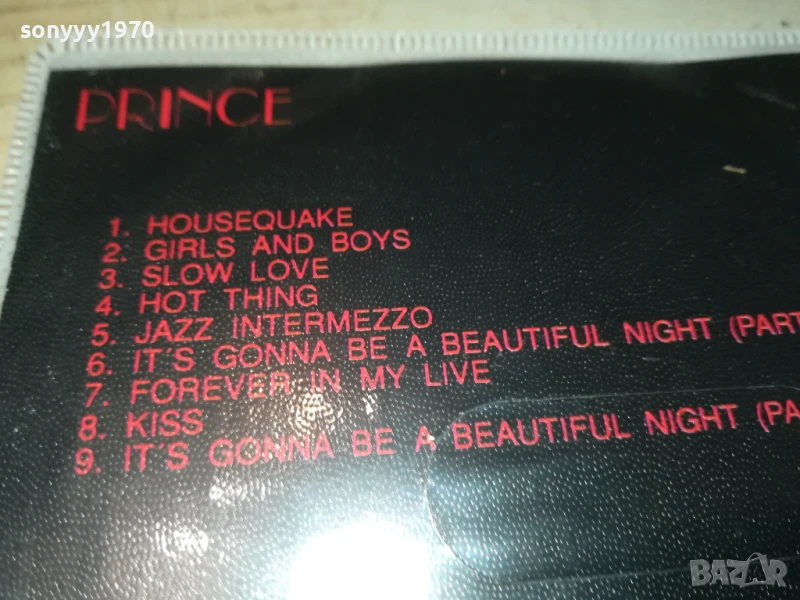 sonyyy1970
PRINCE
1. HOUSEQUAKE
2. GIRLS AND BOYS
3. SLOW LOVE
4. HOT THING
5. JAZZ INTERMEZZO
6. IT'S GONNA BE A BEAUTIFUL NIGHT (PART
7. FOREVER IN MY LIVE
8. KISS
9. IT'S GONNA BE A BEAUTIFUL NIGHT (PA
BAZAR